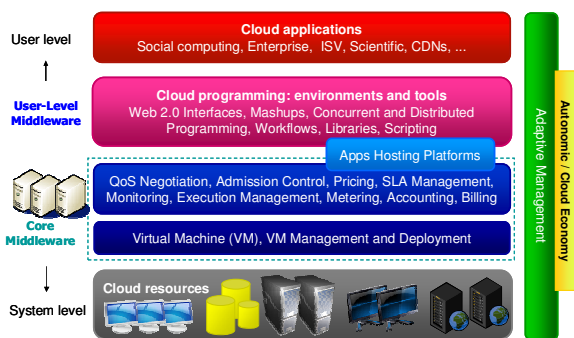 Cloud applications
User level
Social computing, Enterprise, ISV, Scientific, CDNs, ...
Cloud programming: environments and tools
User-Level
Middleware
Web 2.0 Interfaces, Mashups, Concurrent and Distributed
Programming, Workflows, Libraries, Scripting
Apps Hosting Platforms
QoS Negotiation, Admission Control, Pricing, SLA Management,
Monitoring, Execution Management, Metering, Accounting, Billing
Core
Middleware
Virtual Machine (VM), VM Management and Deployment
Cloud resources
System level
Adaptive Management
Autonomic / Cloud Economy